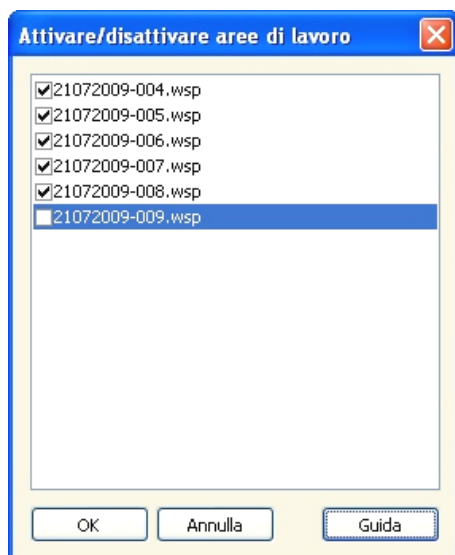 Attivare/disattivare aree di lavoro
21072009-004.wsp
21072009-005.wsp
21072009-006.wsp
21072009-007.wsp
21072009-008.wsp
21072009-009.wsp
OK Annulla Guida